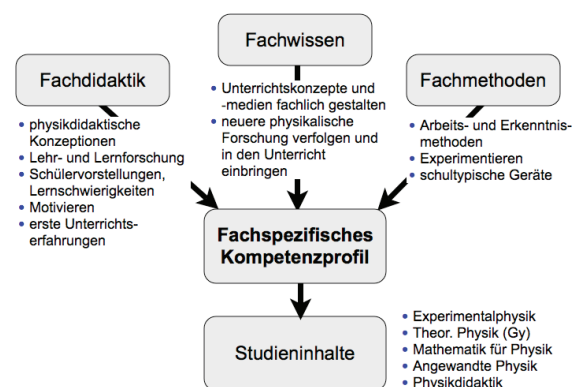 Fachwissen
Fachdidaktik
Fachmethoden
• Unterrichtskonzepte und
-medien fachlich gestalten
• neuere physikalische
Forschung verfolgen und
in den Unterricht
einbringen
• physikdidaktische
Konzeptionen
• Lehr- und Lernforschung
• Schülervorstellungen,
Lernschwierigkeiten
• Motivieren
• erste Unterrichts-
erfahrungen
• Arbeits- und Erkenntnis-
methoden
• Experimentieren
• schultypische Geräte
Fachspezifisches
Kompetenzprofil
Studieninhalte
• Experimentalphysik
• Theor. Physik (Gy)
• Mathematik für Physik
• Angewandte Physik
• Physikdidaktik